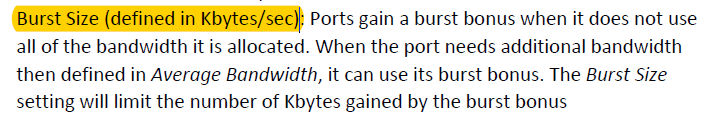 Burst Size (defined in Kbytes/sec): Ports gain a burst bonus when it does not use
all of the bandwidth it is allocated. When the port needs additional bandwidth
then defined in Average Bandwidth, it can use its burst bonus. The Burst Size
setting will limit the number of Kbytes gained by the burst bonus